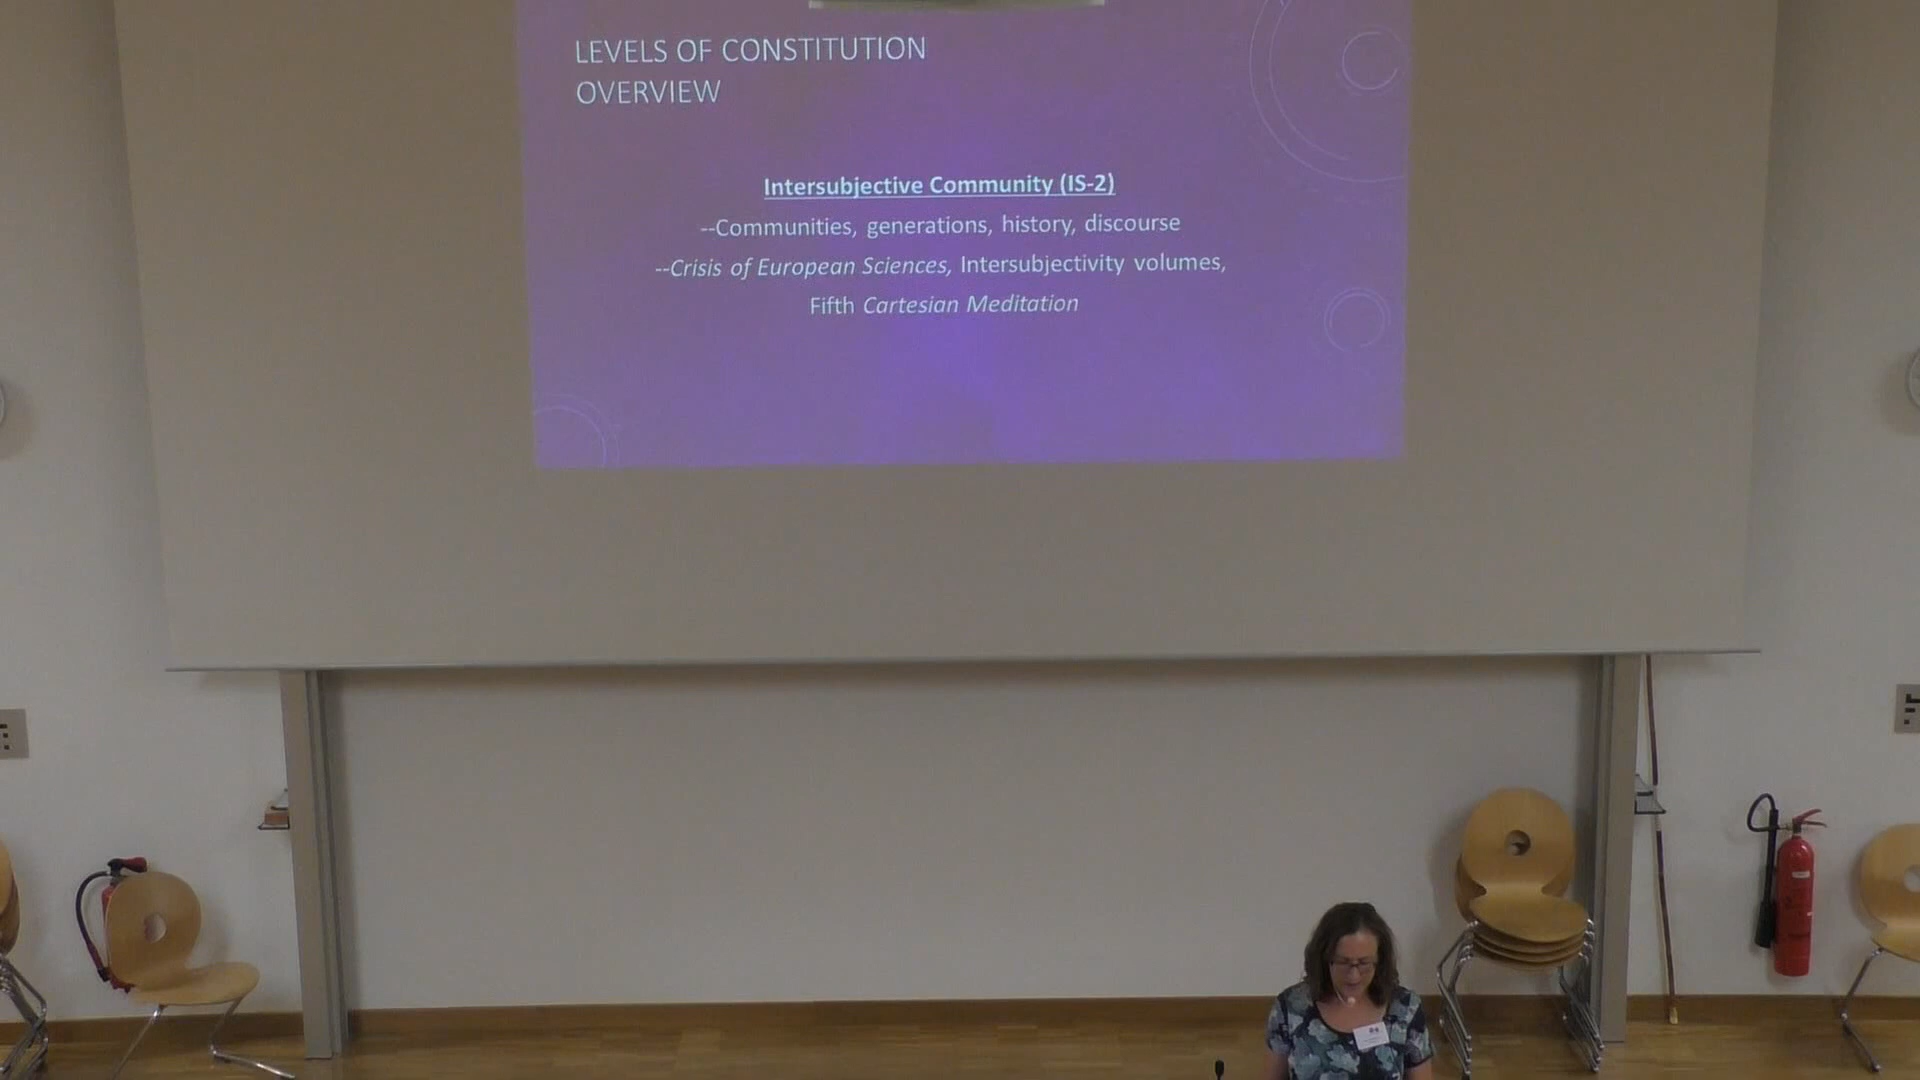 LEVELS OF CONSTITUTION
OVERVIEW
Intersubjective Community (IS-2)
--Communities, generations, history, discourse
--Crisis of European Sciences, Intersubjectivity volumes,
Fifth Cartesian Meditation